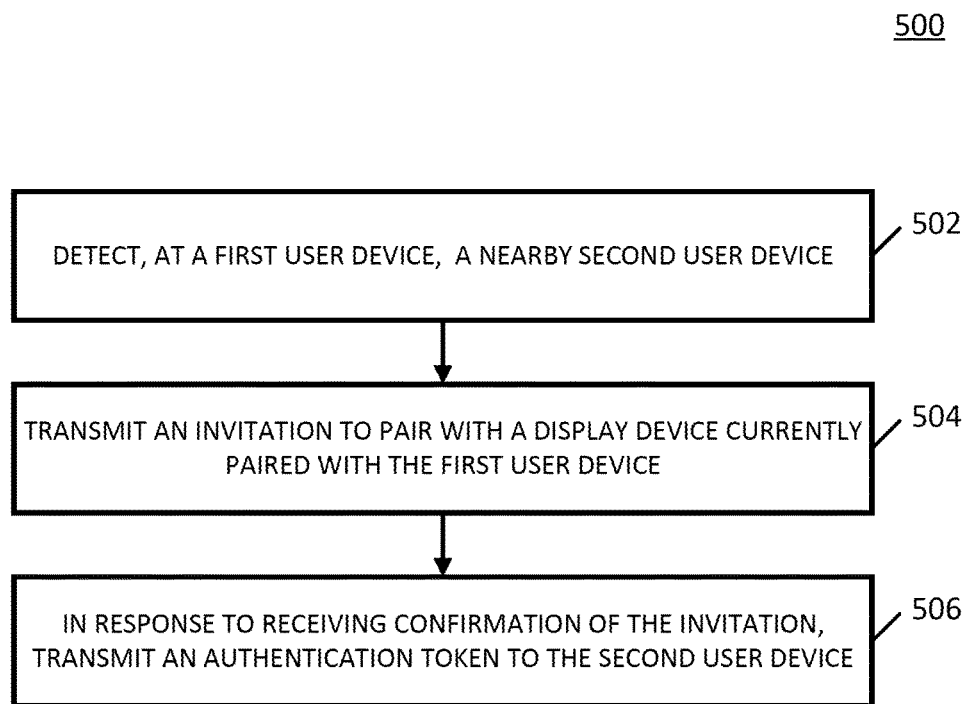 500
DETECT, AT A FIRST USER DEVICE, A NEARBY SECOND USER DEVICE
502
TRANSMIT AN INVITATION TO PAIR WITH A DISPLAY DEVICE CURRENTLY
PAIRED WITH THE FIRST USER DEVICE
504
IN RESPONSE TO RECEIVING CONFIRMATION OF THE INVITATION,
TRANSMIT AN AUTHENTICATION TOKEN TO THE SECOND USER DEVICE
506